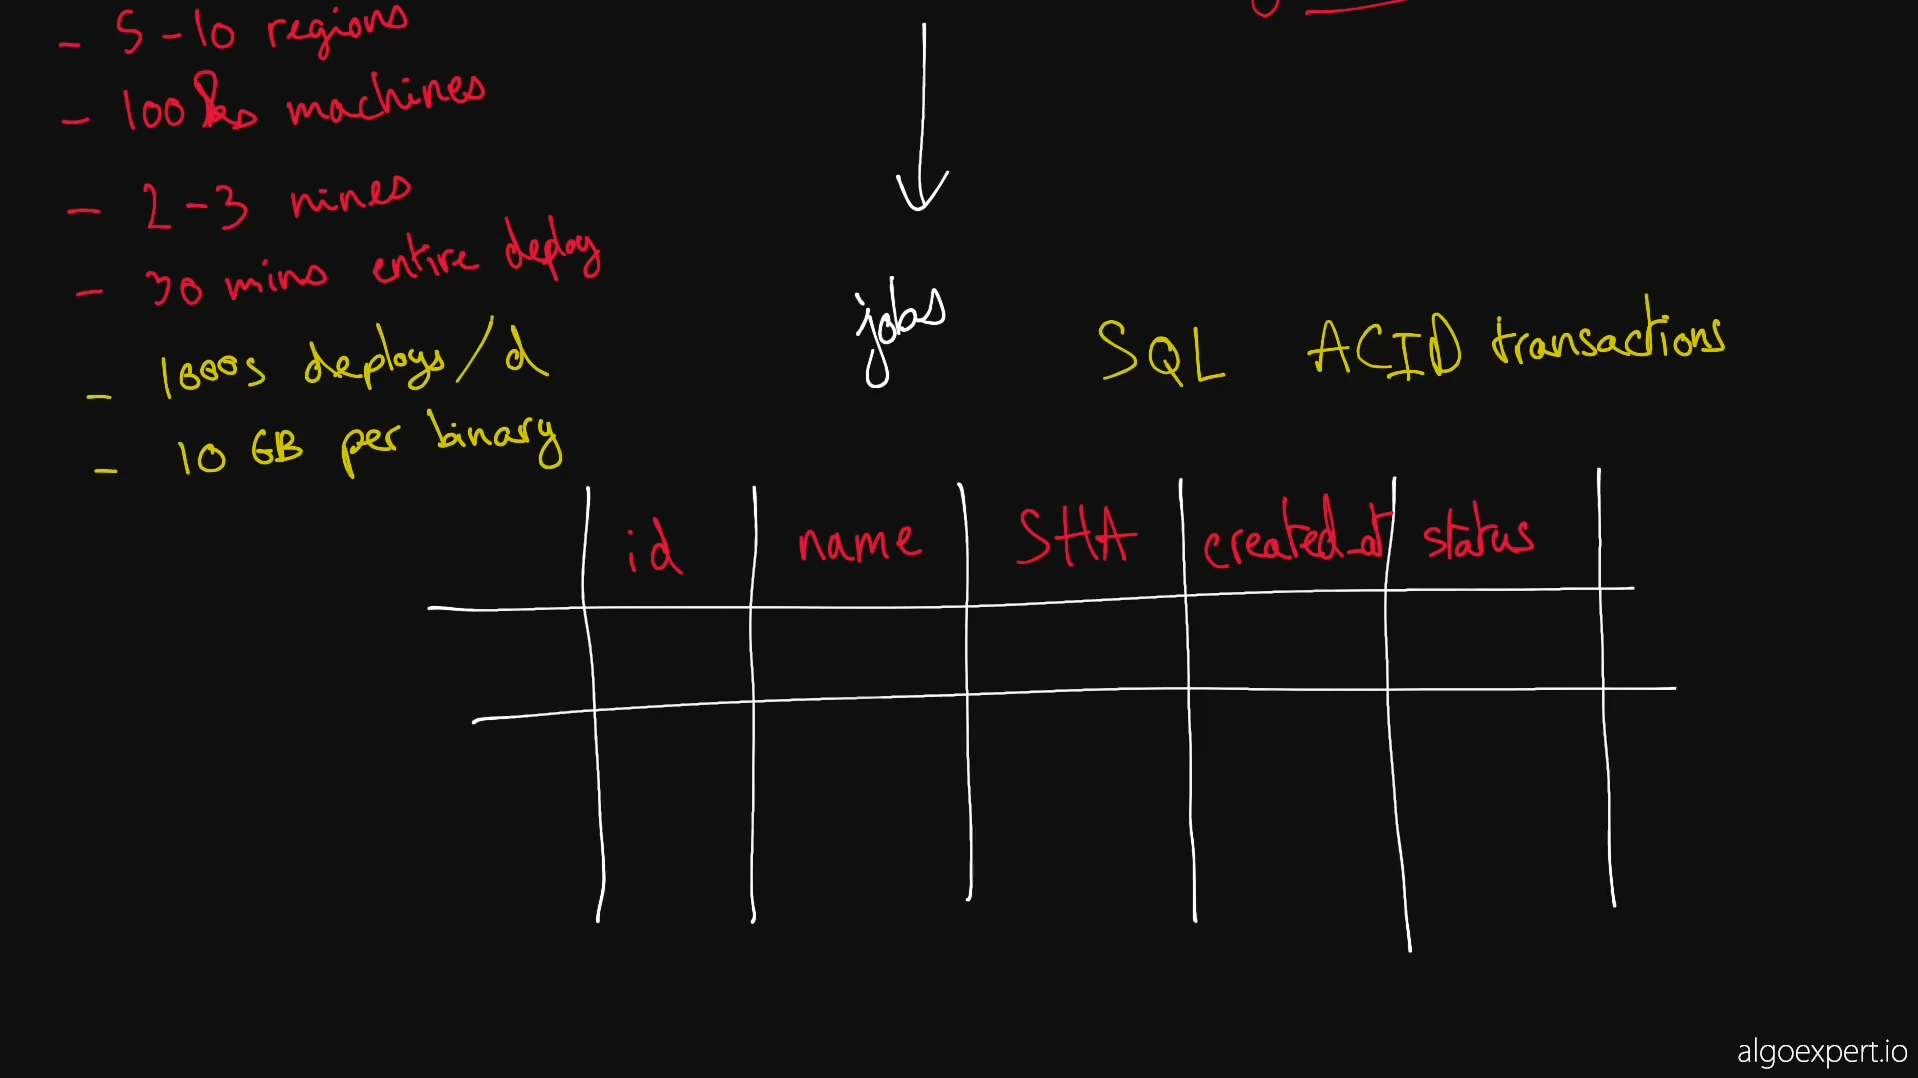 - 5-10 regions
- 100ks machines
- 2-3 nines
- 30 mins entire deploy
- 1000s deploys/d
- 10 GB per binary
jobs
SQL ACID transactions
id name SHA created_at status
algoexpert.io